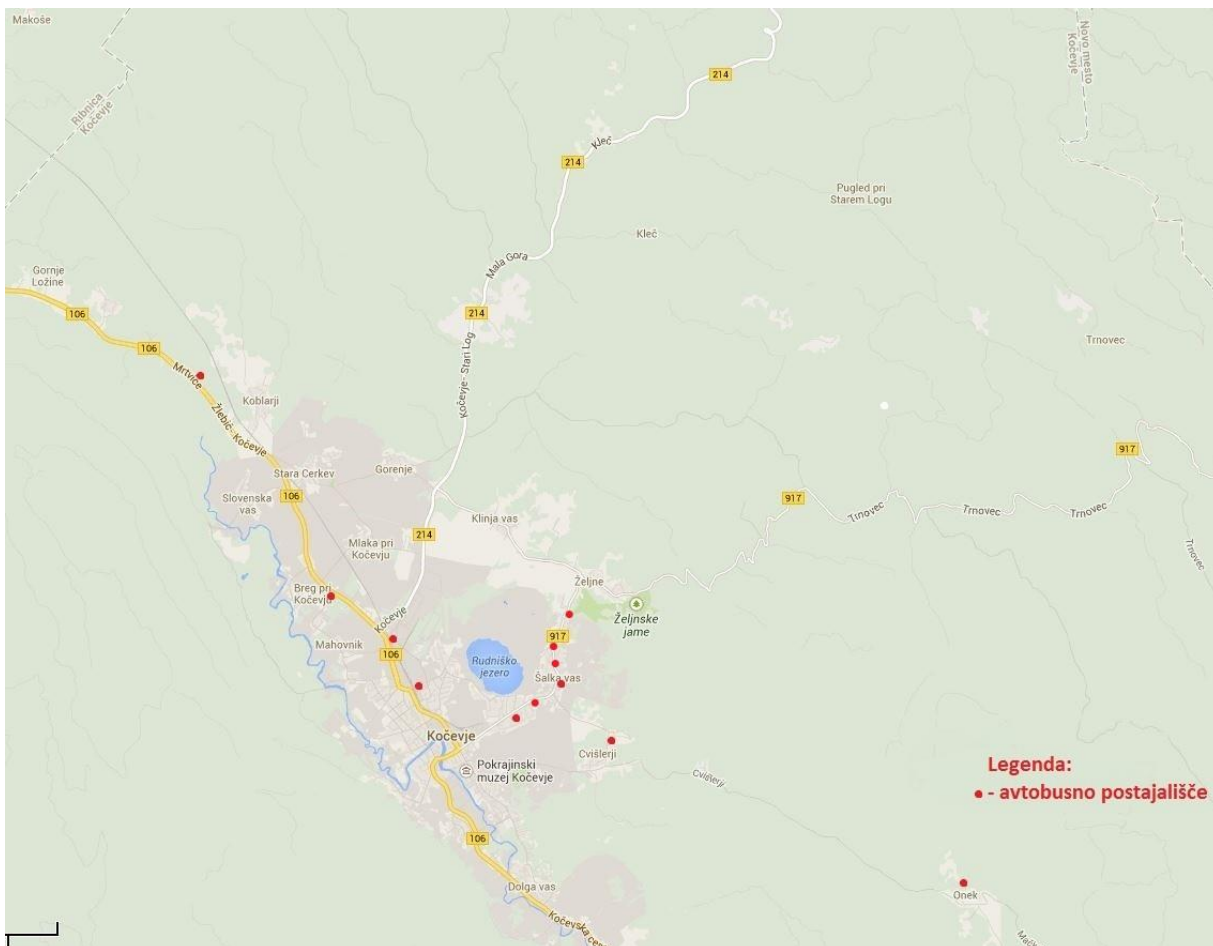 Makoše
Ribnica
Kočevje
Novo mesto
Kočevje
214
Kleč
214
Pugled pri
Starem Logu
Kleč
Mala Gora
Gornje
Ložine
106
214
106
Trnovec
Mrtvice
Kočevje- Stari Log
Koblarji
Žlebič- Kočevje
917
Stara Cerkev
Gorenje
106
Slovenska
vas
917
Trnovec
Trnovec
Trnovec
Klinja vas
214
Mlaka pri
Kočevju
Trnovec
Željne
Breg pri
Kočevju
Kočevje
Željnske
jame
917
Mahovnik
106
Rudniško
jezero
Šalka vas
Kočevje
Cvišlerji
Pokrajinski
muzej Kočevje
Cvišlerji
Legenda:
- avtobusno postajališče
106
Dolga vas
Onek
Kočevska ces